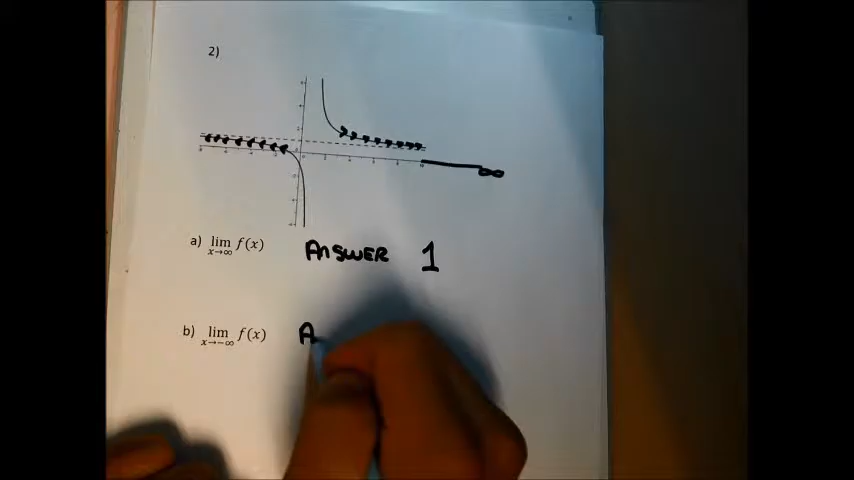 2)
∞
a) lim x→∞ f(x) ANSWER 1
b) lim x→−∞ f(x) A